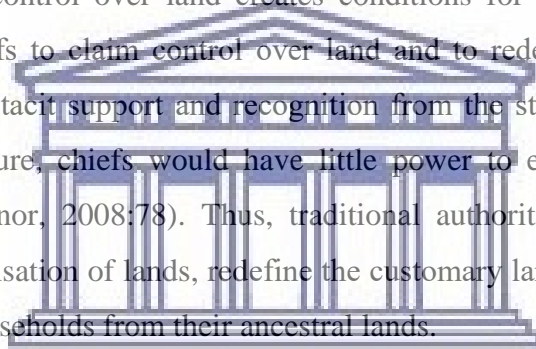 control over land creates conditions for
fs to claim control over land and to rede
tacit support and recognition from the st
ure, chiefs would have little power to e
nor, 2008:78). Thus, traditional authorit
isation of lands, redefine the customary lan
seholds from their ancestral lands.